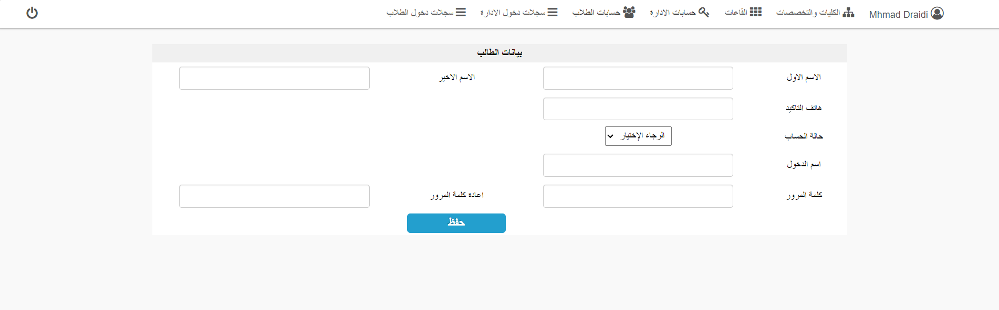 Mhmad Draidi الكليات والتخصصات القاعات حسابات الادارة حسابات الطلاب سجلات دخول الادارة سجلات دخول الطلاب
بيانات الطالب
الاسم الاول الاسم الاخير
هاتف التاكيد
حالة الحساب الرجاء الإختيار
اسم الدخول
كلمة المرور اعادة كلمة المرور
حفظ